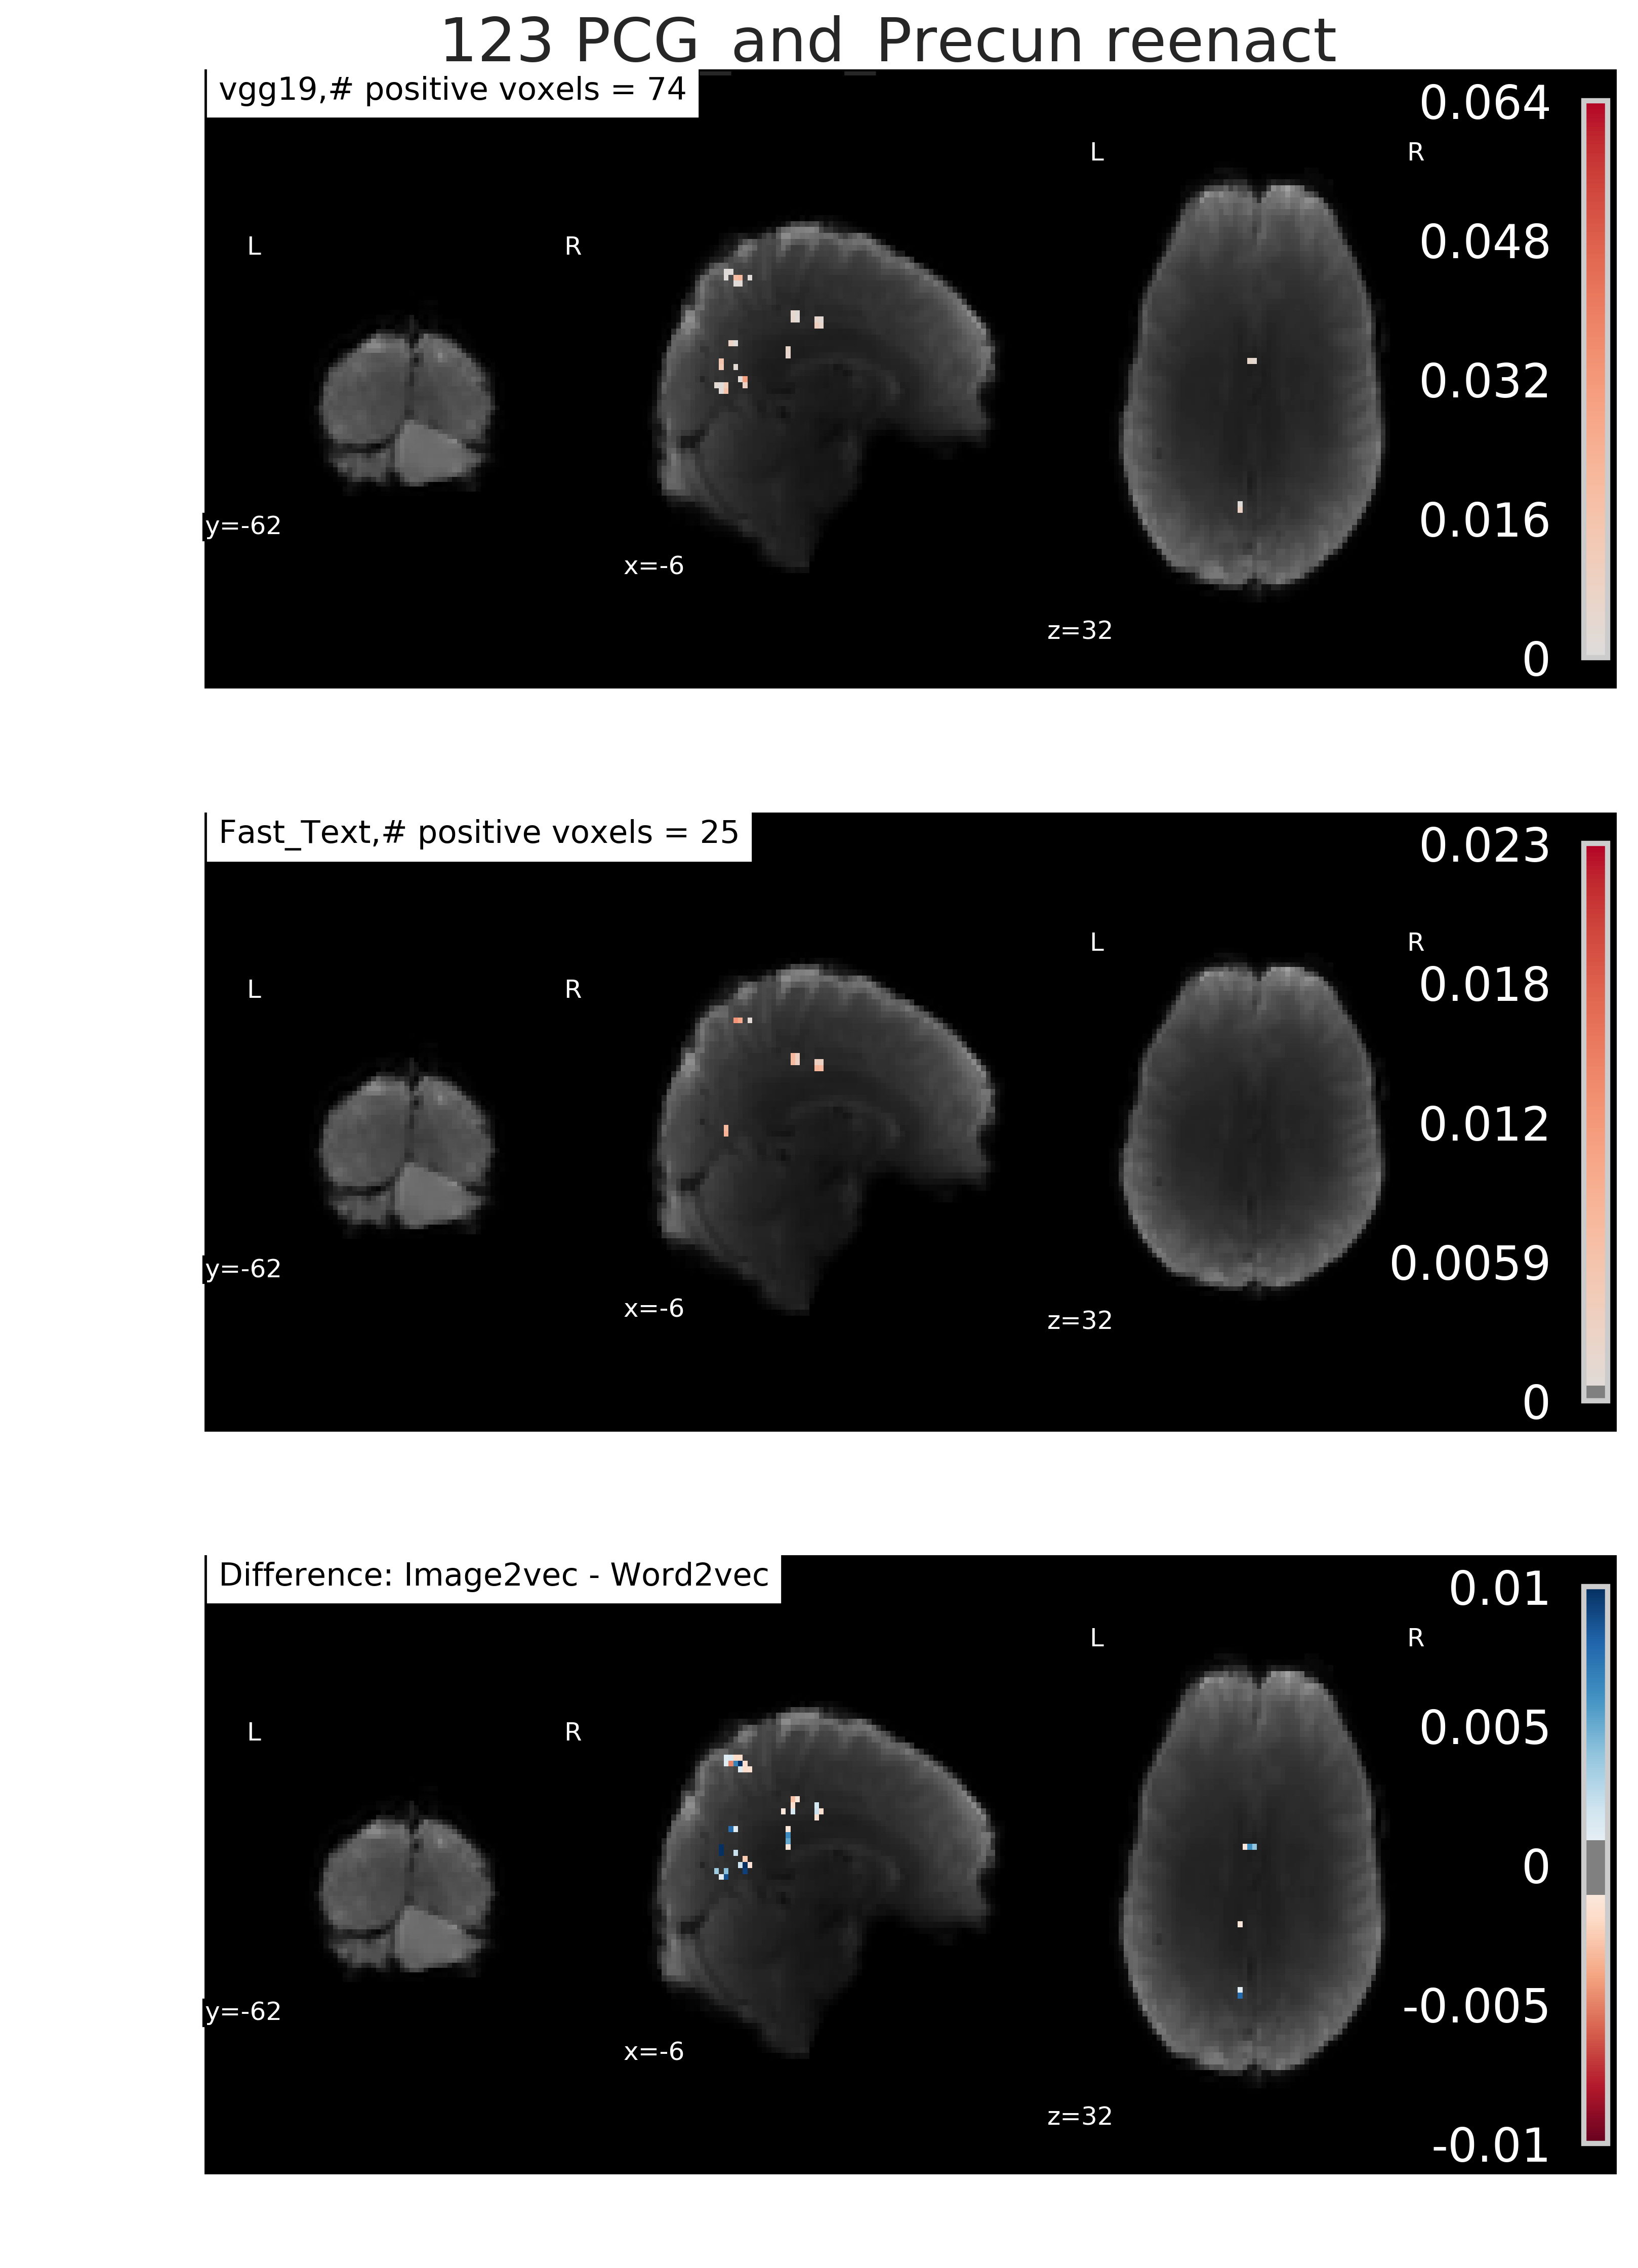 123 PCG_and_Precun reenact
vgg19,# positive voxels = 74
0.064
L R
0.048
L R
0.032
0.016
y=-62
x=-6
z=32
0
Fast_Text,# positive voxels = 25
0.023
L R
0.018
L R
0.012
0.0059
y=-62
x=-6
z=32
0
Difference: Image2vec - Word2vec
0.01
L R
0.005
L R
0
-0.005
y=-62
x=-6
z=32
-0.01